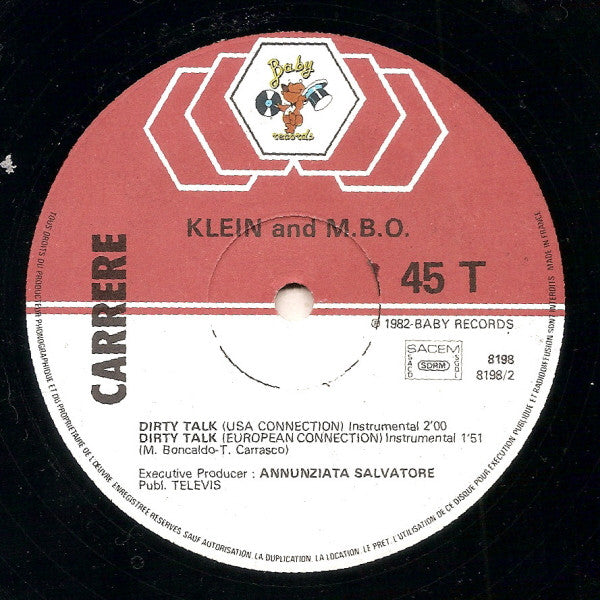 Baby
records
KLEIN and M.B.O.
45 T
CARRERE
℗ 1982-BABY RECORDS
SACEM
SACD
SDRM
SGDL
8198
8198/2
DIRTY TALK (USA CONNECTION) Instrumental 2'00
DIRTY TALK (EUROPEAN CONNECTION) Instrumental 1'51
(M. Boncaldo-T. Carrasco)
Executive Producer : ANNUNZIATA SALVATORE
Publ. TELEVIS
TOUS DROITS DU PRODUCTEUR PHONOGRAPHIQUE ET DU PROPRIETAIRE DE L'ŒUVRE ENREGISTREE RESERVES SAUF AUTORISATION. LA DUPLICATION, LA LOCATION, LE PRET, L'UTILISATION DE CE DISQUE POUR EXECUTION PUBLIQUE ET RADIODIFFUSION SONT INTERDITS MADE IN FRANCE